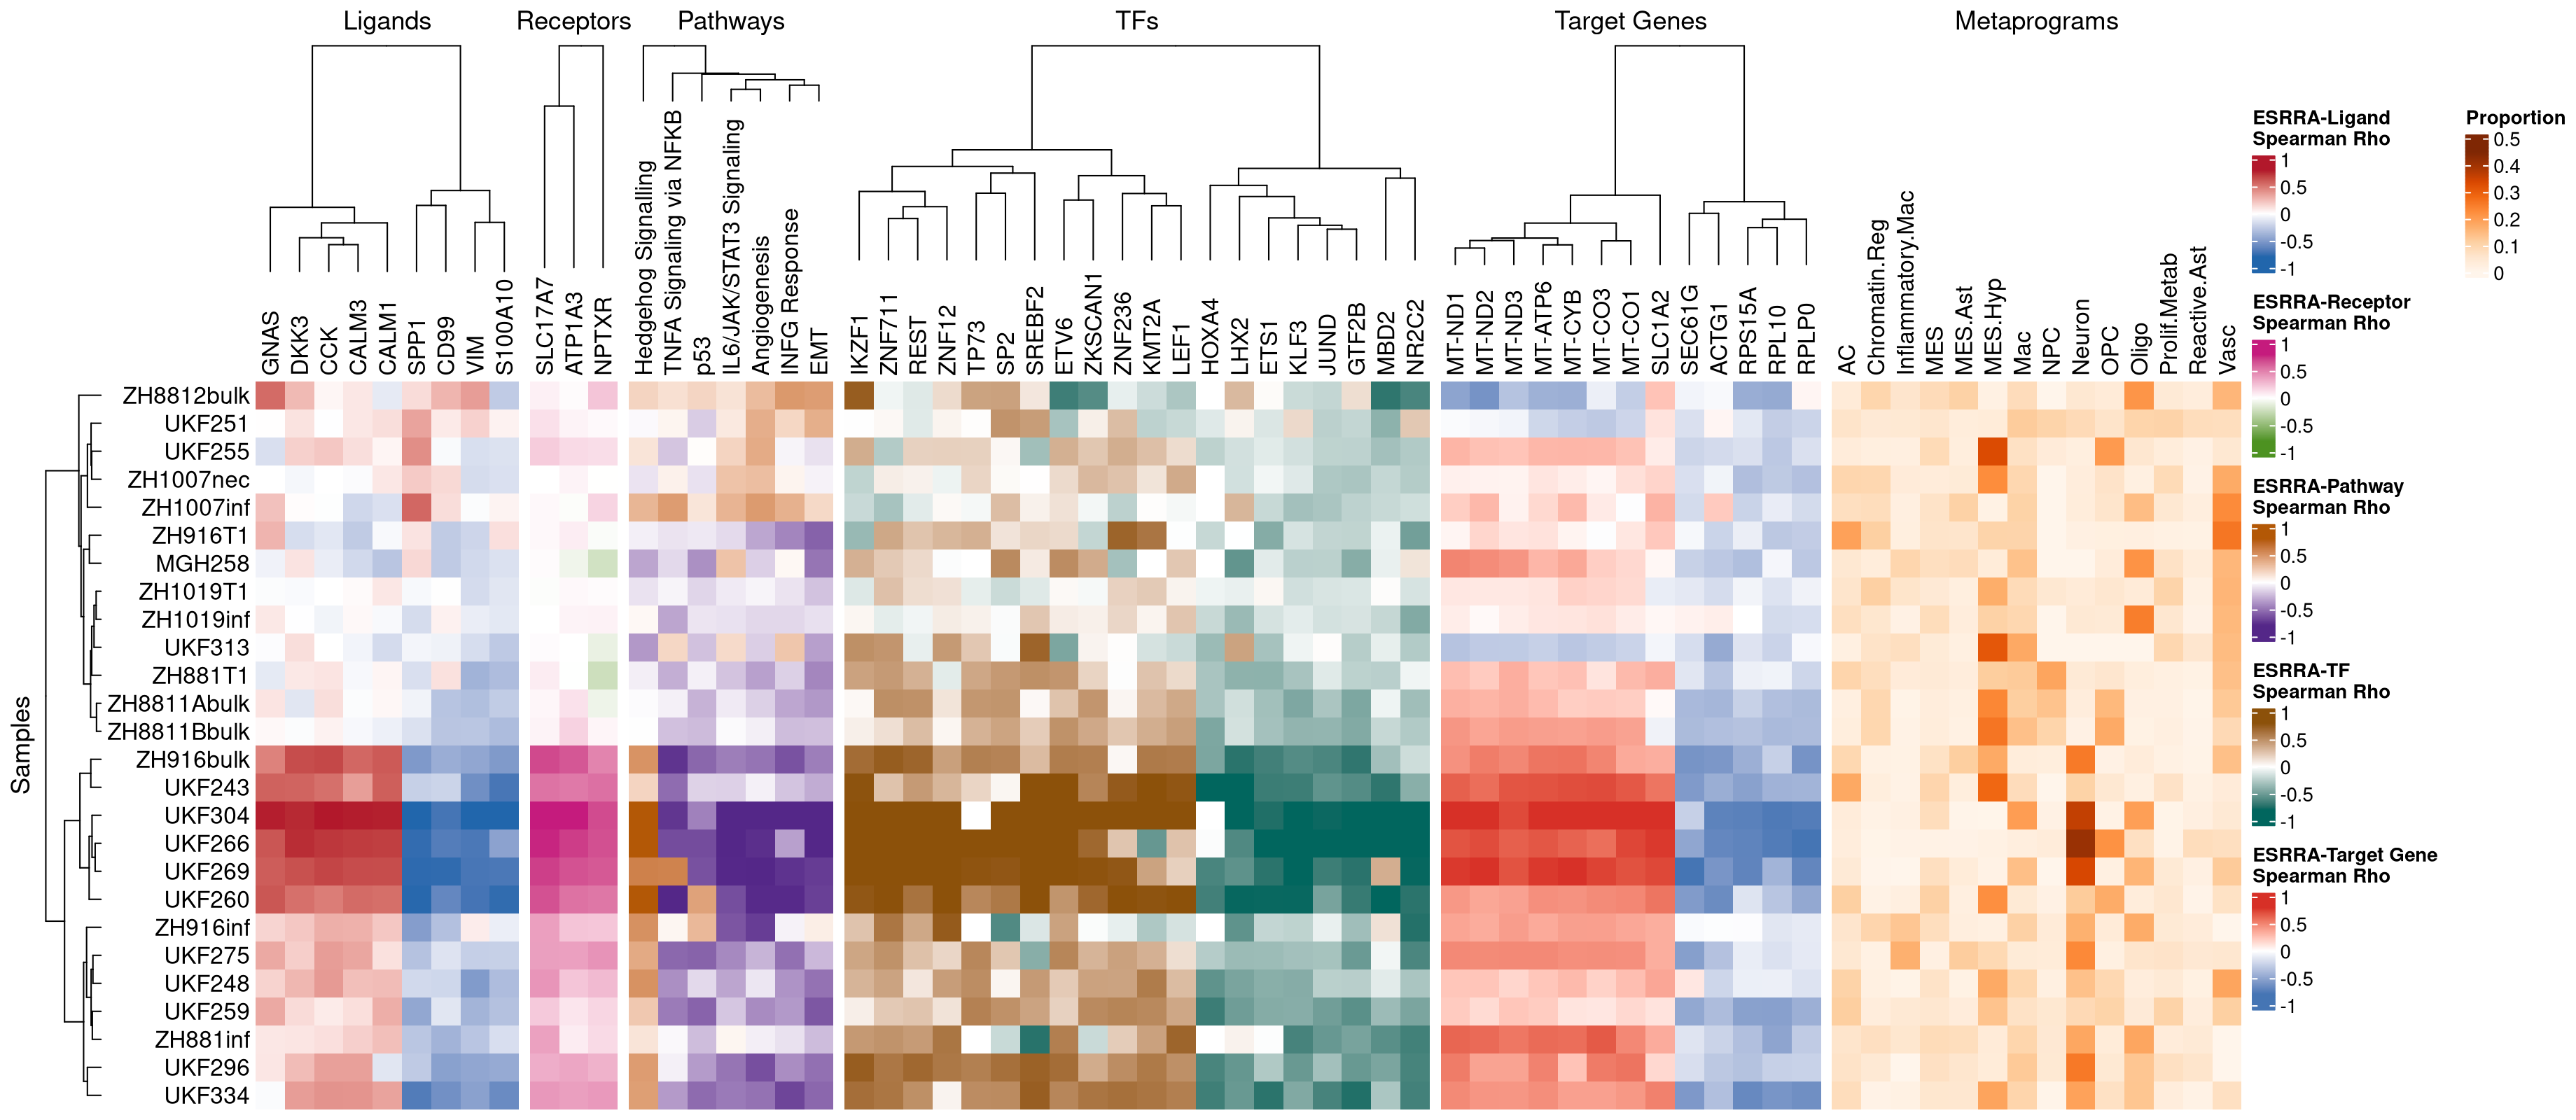 Ligands
Receptors
Pathways
TFs
Target Genes
Metaprograms
GNAS
DKK3
CCK
CALM3
CALM1
SPP1
CD99
VIM
S100A10
SLC17A7
ATP1A3
NPTXR
Hedgehog Signalling
TNFA Signaling via NFKB
p53
IL6/JAK/STAT3 Signaling
Angiogenesis
INFG Response
EMT
IKZF1
ZNF711
REST
ZNF12
TP73
SP2
SREBF2
ETV6
ZKSCAN1
ZNF236
KMT2A
LEF1
HOXA4
LHX2
ETS1
KLF3
JUND
GTF2B
MBD2
NR2C2
MT-ND1
MT-ND2
MT-ND3
MT-ATP6
MT-CYB
MT-CO3
MT-CO1
SLC1A2
SEC61G
ACTG1
RPS15A
RPL10
RPLP0
AC
Chromatin.Reg
Inflammatory.Mac
MES
MES.Ast
MES.Hyp
Mac
NPC
Neuron
OPC
Oligo
Prolif.Metab
Reactive.Ast
Vasc
Samples
ZH8812bulk
UKF251
UKF255
ZH1007nec
ZH1007inf
ZH916T1
MGH258
ZH1019T1
ZH1019inf
UKF313
ZH881T1
ZH8811Abulk
ZH8811Bbulk
ZH916bulk
UKF243
UKF304
UKF266
UKF269
UKF260
ZH916inf
UKF275
UKF248
UKF259
ZH881inf
UKF296
UKF334
ESRRA-Ligand
Spearman Rho
1
0.5
0
-0.5
-1
ESRRA-Receptor
Spearman Rho
1
0.5
0
-0.5
-1
ESRRA-Pathway
Spearman Rho
1
0.5
0
-0.5
-1
ESRRA-TF
Spearman Rho
1
0.5
0
-0.5
-1
ESRRA-Target Gene
Spearman Rho
1
0.5
0
-0.5
-1
Proportion
0.5
0.4
0.3
0.2
0.1
0